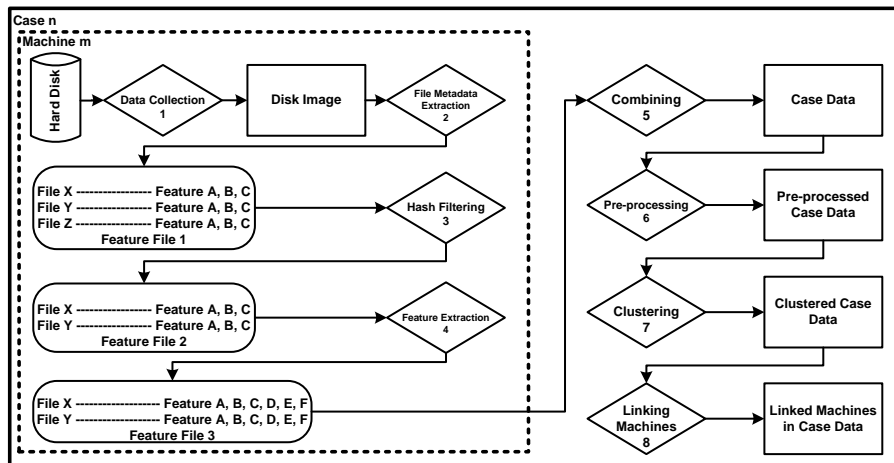 Case n
Machine m
Hard Disk
Data Collection
1
Disk Image
File Metadata
Extraction
2
File X ----------------- Feature A, B, C
File Y ----------------- Feature A, B, C
File Z ----------------- Feature A, B, C
Feature File 1
Hash Filtering
3
File X ----------------- Feature A, B, C
File Y ----------------- Feature A, B, C
Feature File 2
Feature Extraction
4
File X ------------------- Feature A, B, C, D, E, F
File Y ------------------- Feature A, B, C, D, E, F
Feature File 3
Combining
5
Case Data
Pre-processing
6
Pre-processed
Case Data
Clustering
7
Clustered Case
Data
Linking
Machines
8
Linked Machines
in Case Data